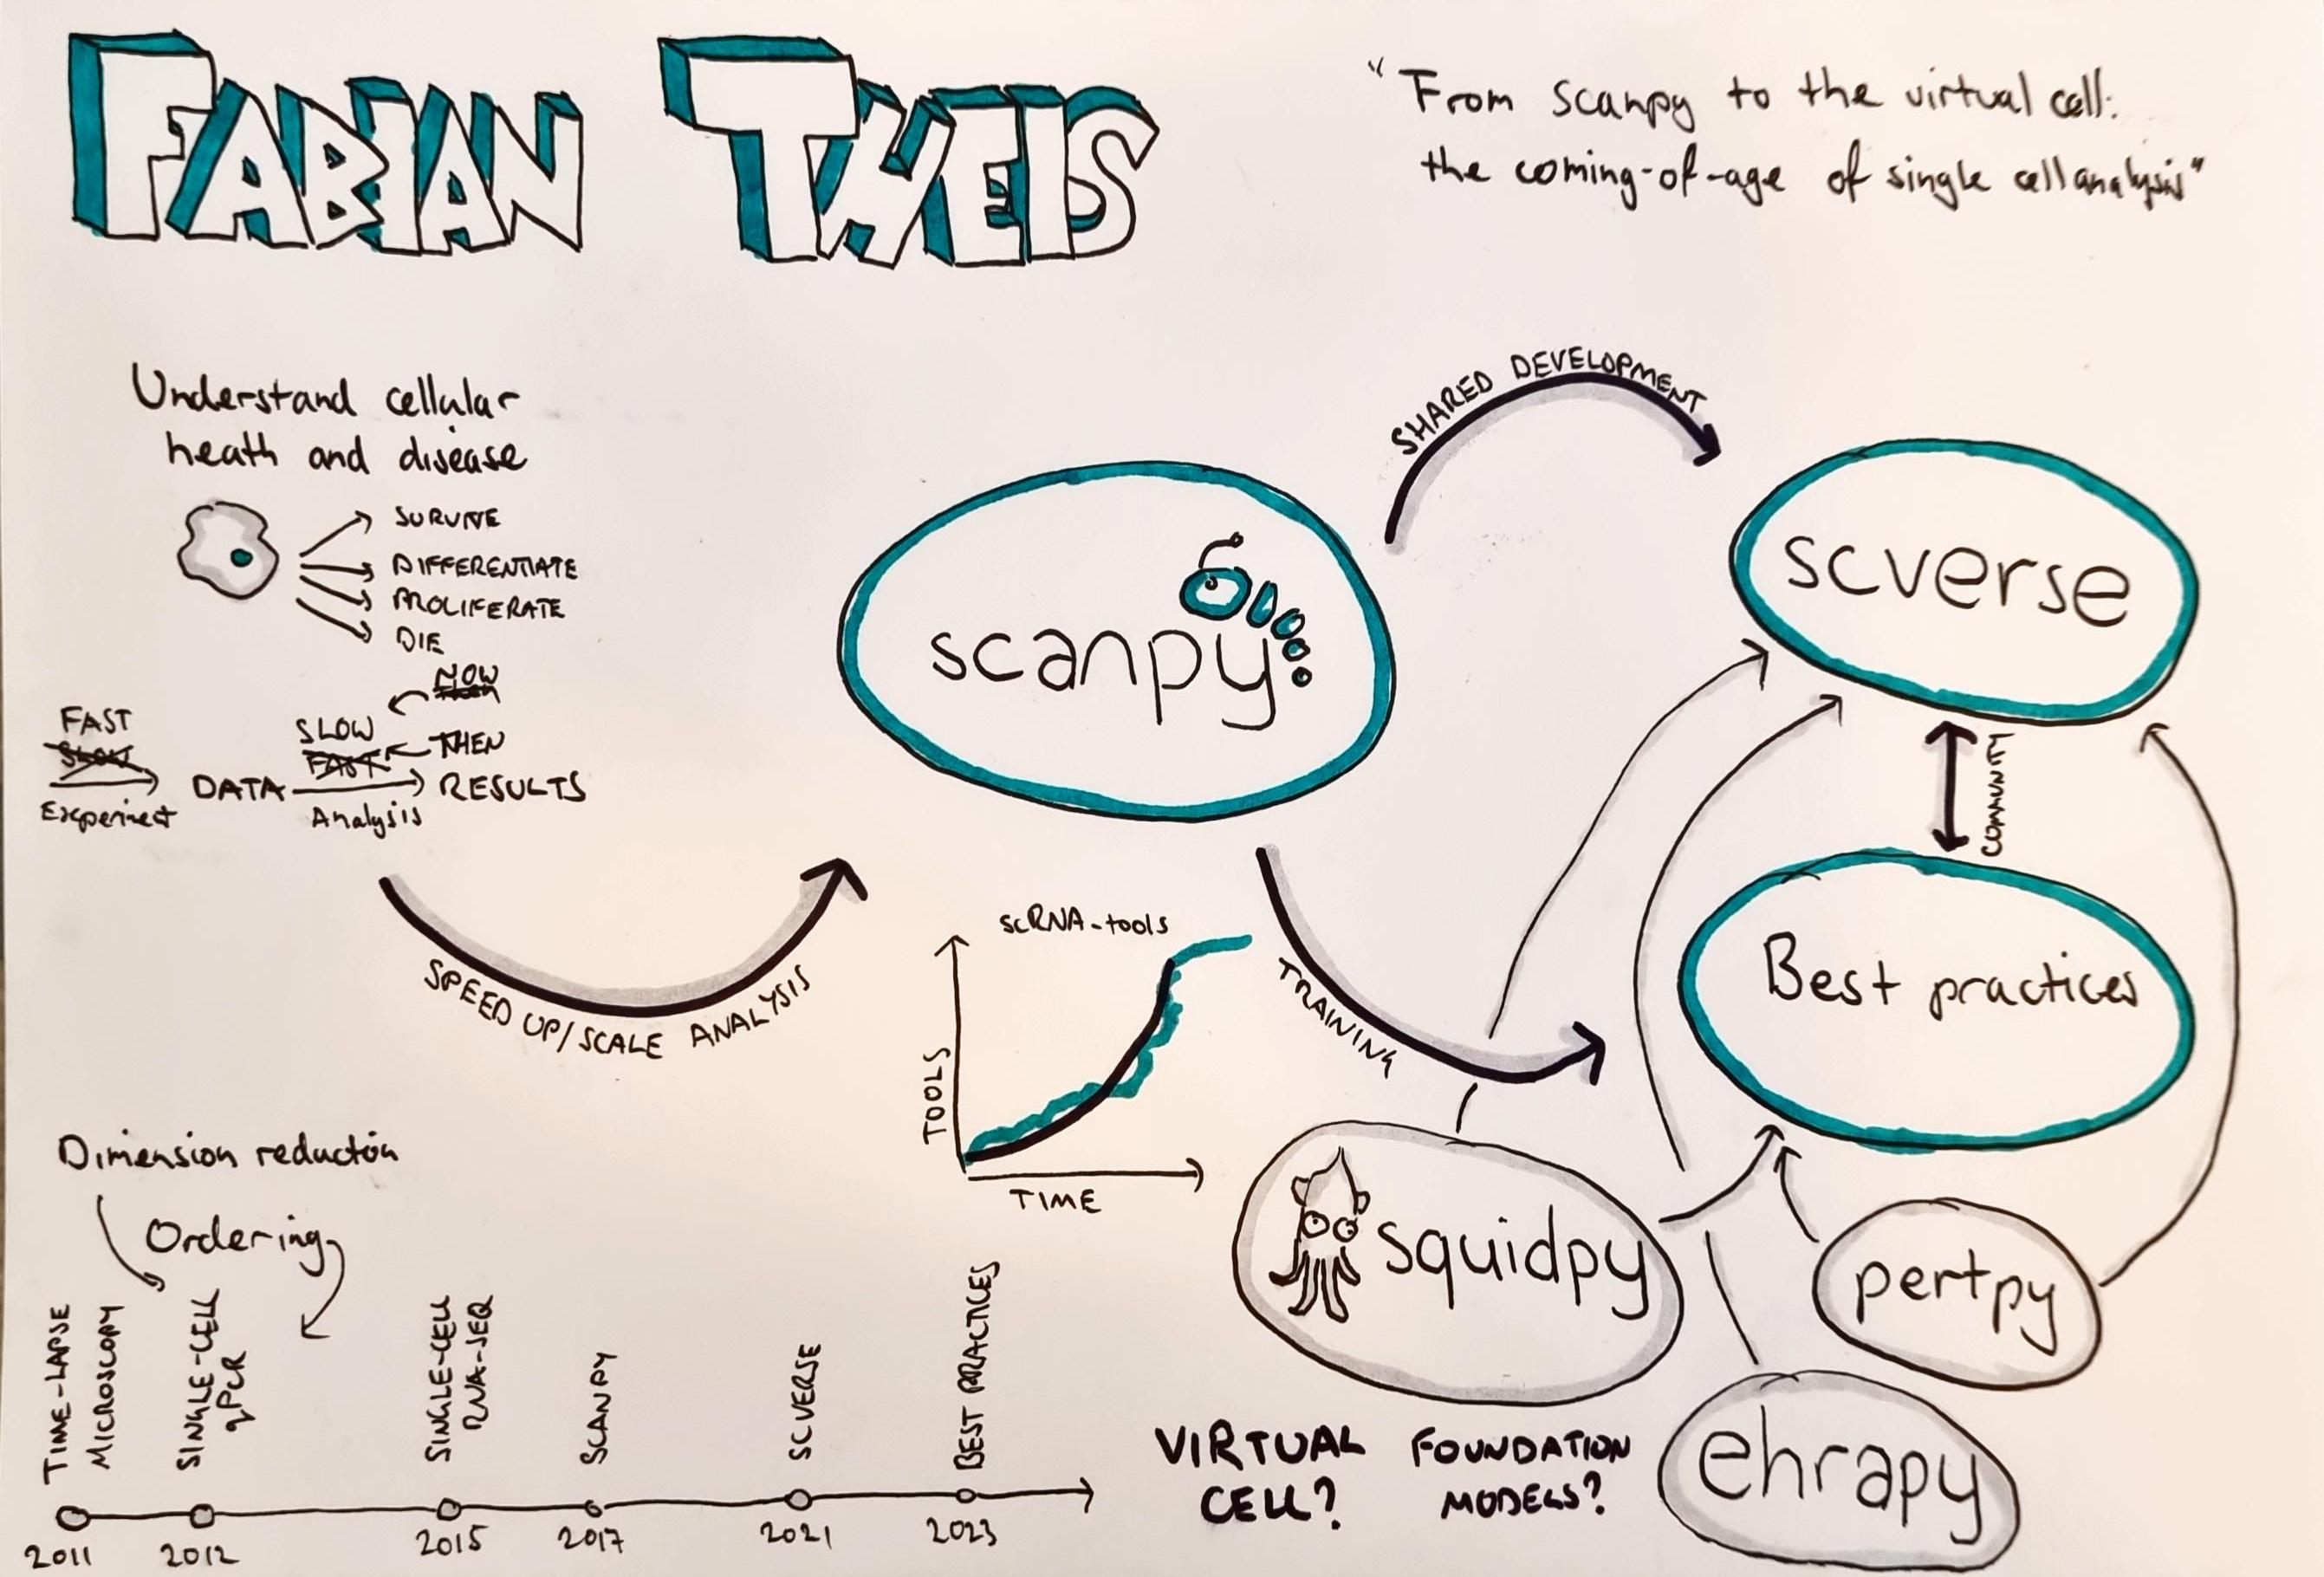 FABIAN THEIS
"From scanpy to the virtual cell:
the coming-of-age of single cell analysis"
Understand cellular
heath and disease
SURVIVE
DIFFERENTIATE
PROLIFERATE
DIE
NOW
FAST
SLOW
Experiment
DATA
SLOW
FAST
THEN
Analysis
RESULTS
SPEED UP/SCALE ANALYSIS
scanpy
SHARED DEVELOPMENT
scverse
COMMUNITY
Best practices
TRAINING
scRNA-tools
TOOLS
TIME
squidpy
pertpy
ehrapy
Dimension reduction
Ordering
TIME-LAPSE
MICROSCOPY
SINGLE-CELL
qPCR
SINGLE-CELL
RNA-SEQ
SCANPY
SCVERSE
BEST PRACTICES
2011
2012
2015
2017
2021
2023
VIRTUAL
CELL?
FOUNDATION
MODELS?